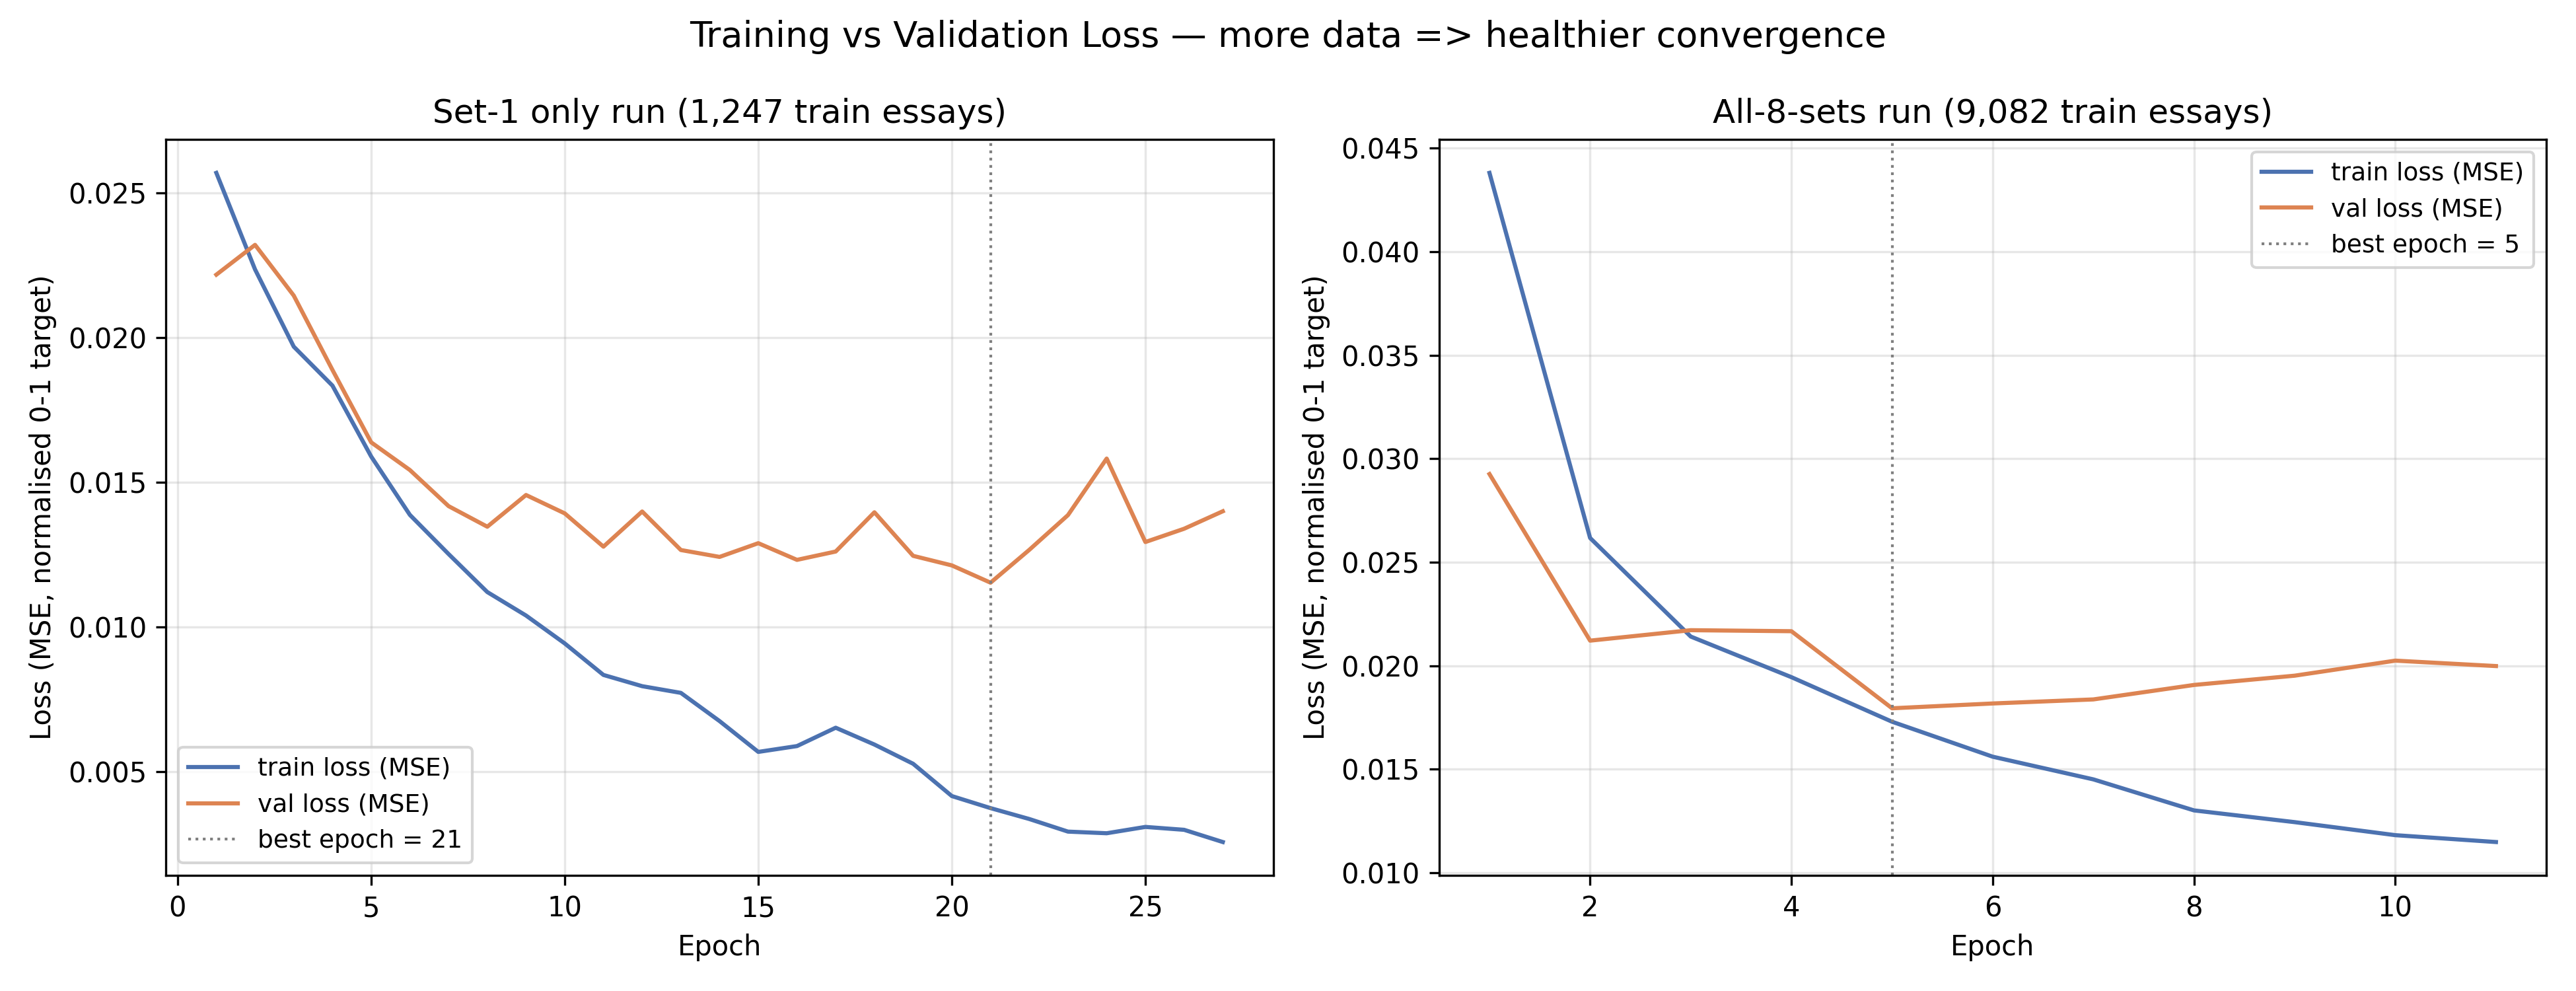 Training vs Validation Loss — more data => healthier convergence
Set-1 only run (1,247 train essays)
Loss (MSE, normalised 0-1 target)
0.025
0.020
0.015
0.010
0.005
train loss (MSE)
val loss (MSE)
best epoch = 21
0 5 10 15 20 25
Epoch
All-8-sets run (9,082 train essays)
Loss (MSE, normalised 0-1 target)
0.045
0.040
0.035
0.030
0.025
0.020
0.015
0.010
train loss (MSE)
val loss (MSE)
best epoch = 5
2 4 6 8 10
Epoch